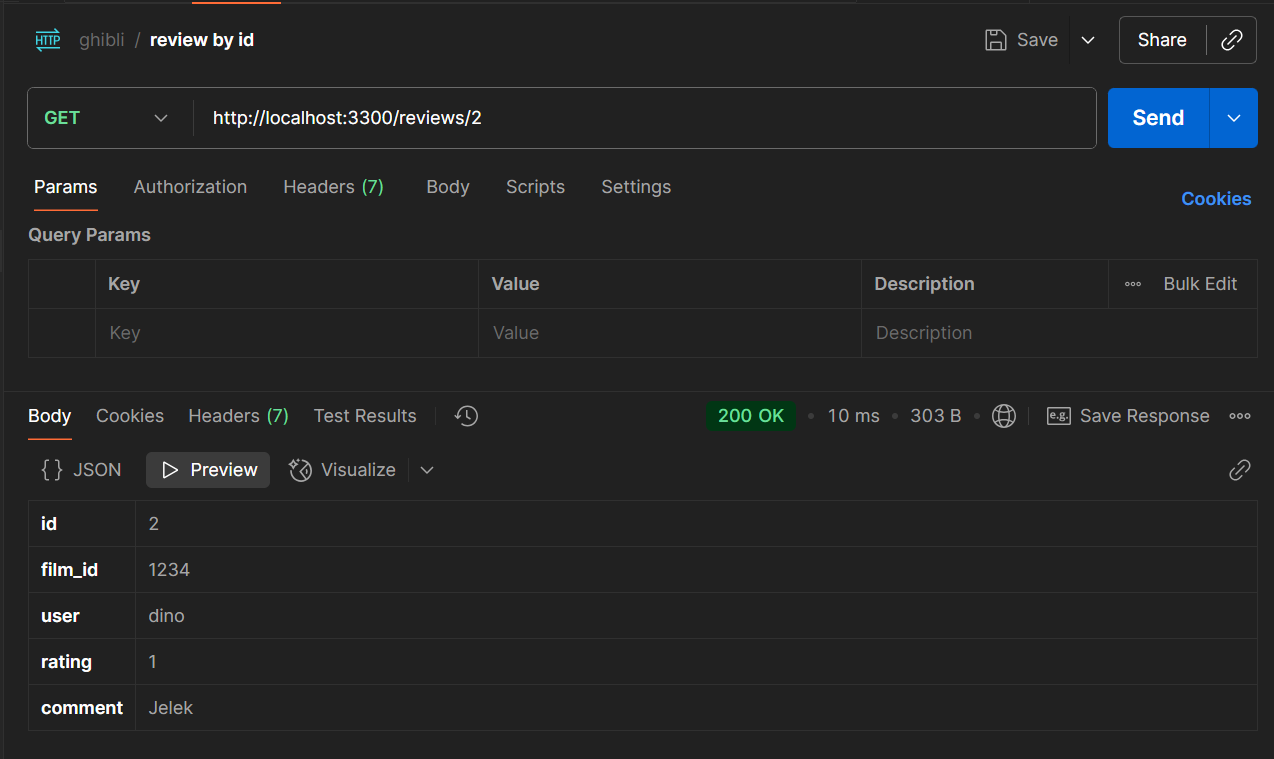 HTTP ghibli / review by id Save Share
GET http://localhost:3300/reviews/2 Send
Params Authorization Headers (7) Body Scripts Settings Cookies
Query Params
Key Value Description Bulk Edit
Key Value Description
Body Cookies Headers (7) Test Results 200 OK • 10 ms • 303 B • e.g. Save Response
{} JSON Preview Visualize
id 2
film_id 1234
user dino
rating 1
comment Jelek